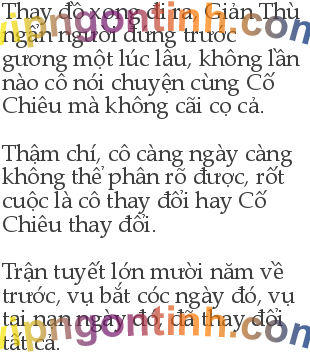 Thay đồ xong đi ra, Giản Thù
ngẩn người đứng trước
gương một lúc lâu, không lần
nào cô nói chuyện cùng Cố
Chiêu mà không cãi cọ cả.
Thậm chí, cô càng ngày càng
không thể phân rõ được, rốt
cuộc là cô thay đổi hay Cố
Chiêu thay đổi.
Trận tuyết lớn mười năm về
trước, vụ bắt cóc ngày đó, vụ
tai nạn ngày đó, đã thay đổi
tất cả.